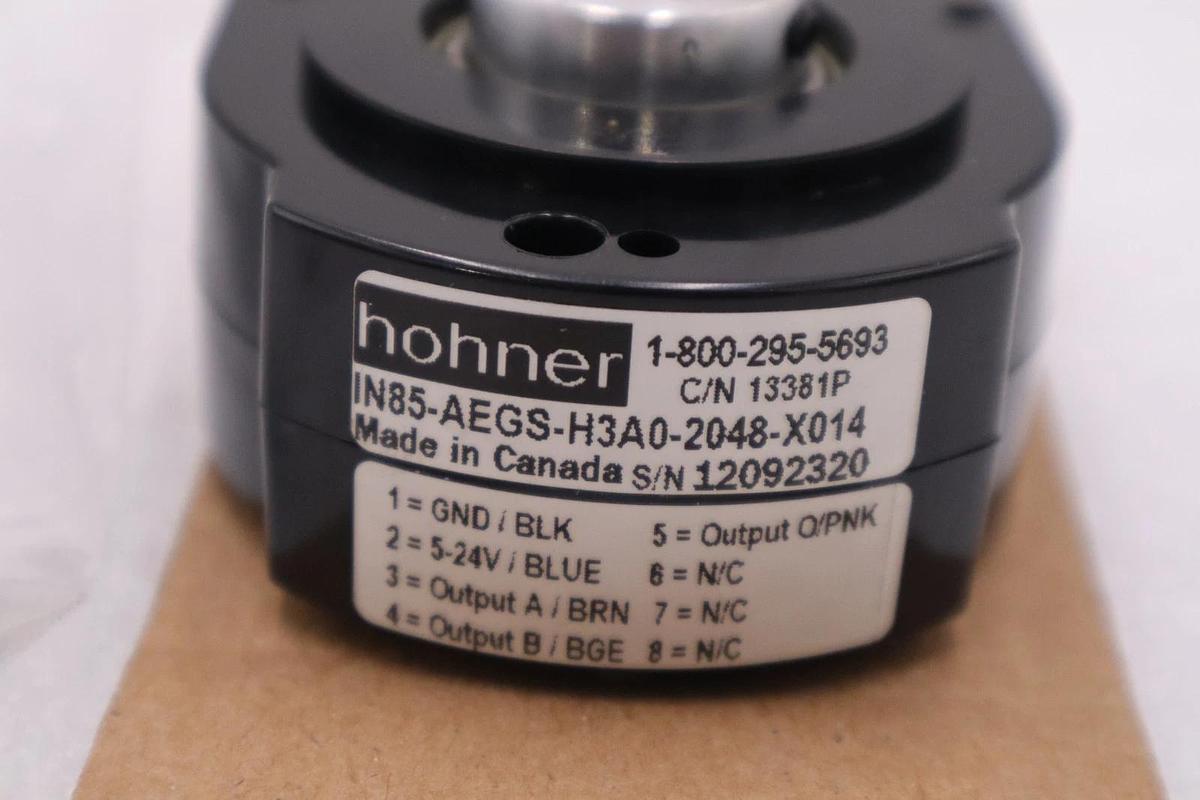 hohner
1-800-295-5693
C/N 13381P
IN85-AEGS-H3A0-2048-X014
Made in Canada S/N 12092320
1 = GND / BLK
2 = 5-24V / BLUE
3 = Output A / BRN
4 = Output B / BGE
5 = Output O/PNK
6 = N/C
7 = N/C
8 = N/C